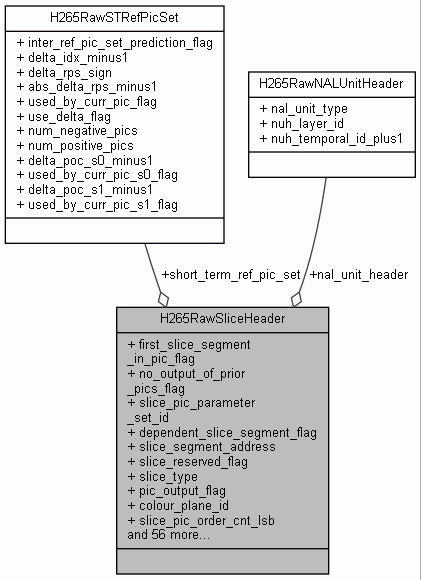 H265RawSTRefPicSet
+ inter_ref_pic_set_prediction_flag
+ delta_idx_minus1
+ delta_rps_sign
+ abs_delta_rps_minus1
+ used_by_curr_pic_flag
+ use_delta_flag
+ num_negative_pics
+ num_positive_pics
+ delta_poc_s0_minus1
+ used_by_curr_pic_s0_flag
+ delta_poc_s1_minus1
+ used_by_curr_pic_s1_flag
H265RawNALUnitHeader
+ nal_unit_type
+ nuh_layer_id
+ nuh_temporal_id_plus1
+short_term_ref_pic_set
+nal_unit_header
H265RawSliceHeader
+ first_slice_segment
_in_pic_flag
+ no_output_of_prior
_pics_flag
+ slice_pic_parameter
_set_id
+ dependent_slice_segment_flag
+ slice_segment_address
+ slice_reserved_flag
+ slice_type
+ pic_output_flag
+ colour_plane_id
+ slice_pic_order_cnt_lsb
and 56 more...